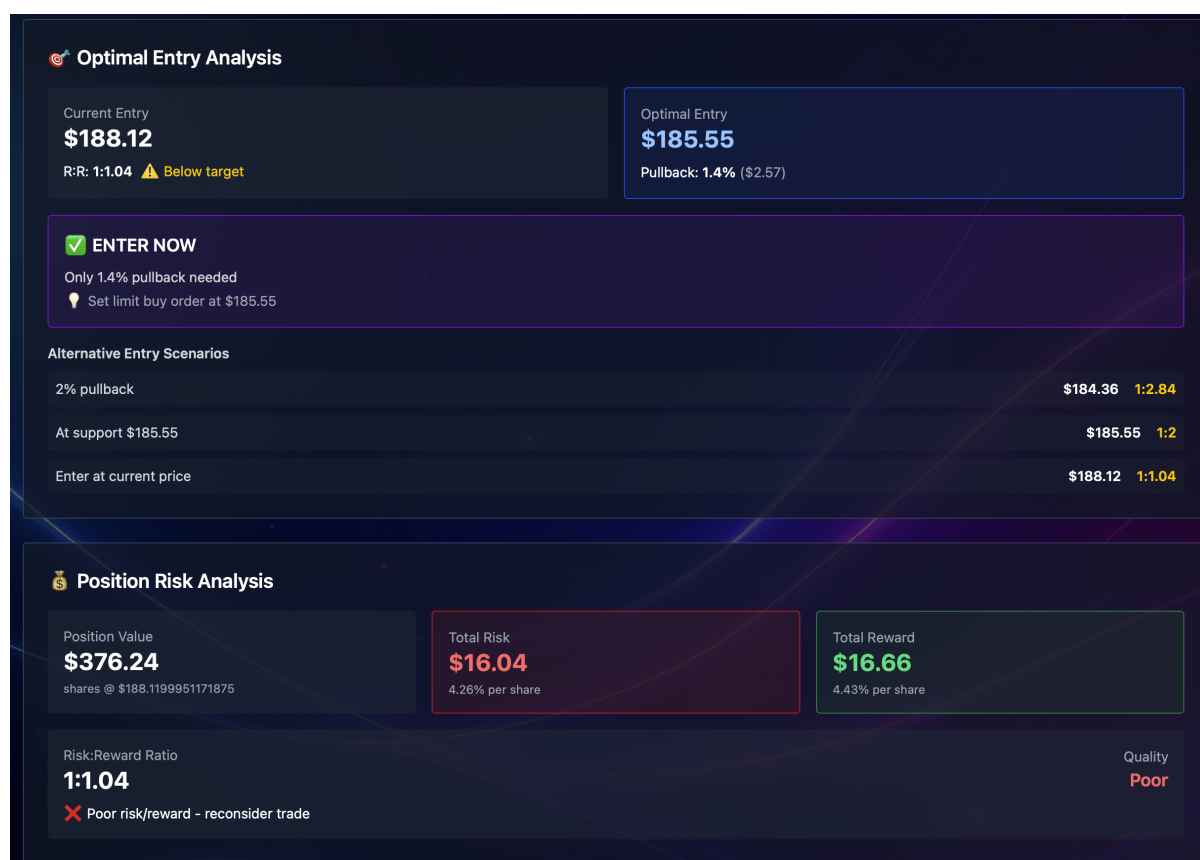 🎯 Optimal Entry Analysis
Current Entry
$188.12
R:R: 1:1.04 ⚠️ Below target
Optimal Entry
$185.55
Pullback: 1.4% ($2.57)
✅ ENTER NOW
Only 1.4% pullback needed
💡 Set limit buy order at $185.55
Alternative Entry Scenarios
2% pullback $184.36 1:2.84
At support $185.55 $185.55 1:2
Enter at current price $188.12 1:1.04
💰 Position Risk Analysis
Position Value
$376.24
shares @ $188.1199951171875
Total Risk
$16.04
4.26% per share
Total Reward
$16.66
4.43% per share
Risk:Reward Ratio
1:1.04
❌ Poor risk/reward - reconsider trade
Quality
Poor